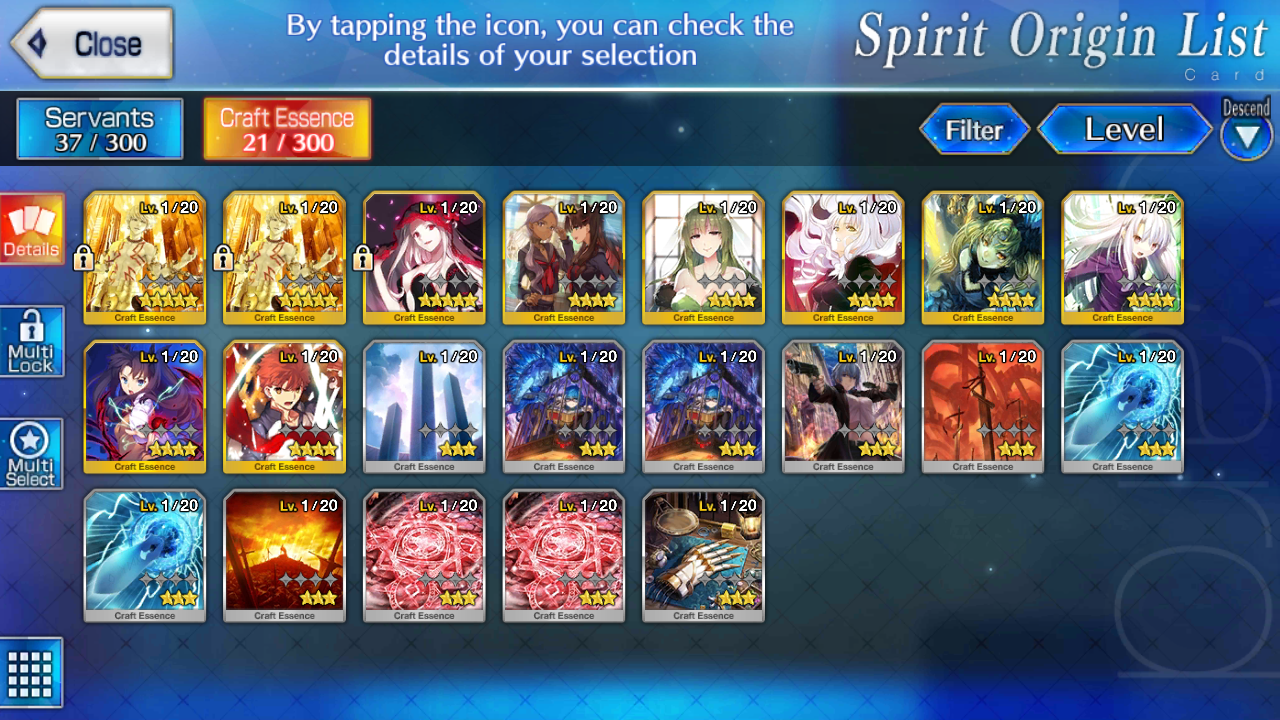 Close
By tapping the icon, you can check the
details of your selection
Spirit Origin List
Card
Servants
37 / 300
Craft Essence
21 / 300
Filter
Level
Descend
Details
Multi
Lock
Multi
Select
Lv. 1/20 Lv. 1/20 Lv. 1/20 Lv. 1/20 Lv. 1/20 Lv. 1/20 Lv. 1/20 Lv. 1/20
Craft Essence Craft Essence Craft Essence Craft Essence Craft Essence Craft Essence Craft Essence Craft Essence
Lv. 1/20 Lv. 1/20 Lv. 1/20 Lv. 1/20 Lv. 1/20 Lv. 1/20 Lv. 1/20 Lv. 1/20
Craft Essence Craft Essence Craft Essence Craft Essence Craft Essence Craft Essence Craft Essence Craft Essence
Lv. 1/20 Lv. 1/20 Lv. 1/20 Lv. 1/20 Lv. 1/20
Craft Essence Craft Essence Craft Essence Craft Essence Craft Essence